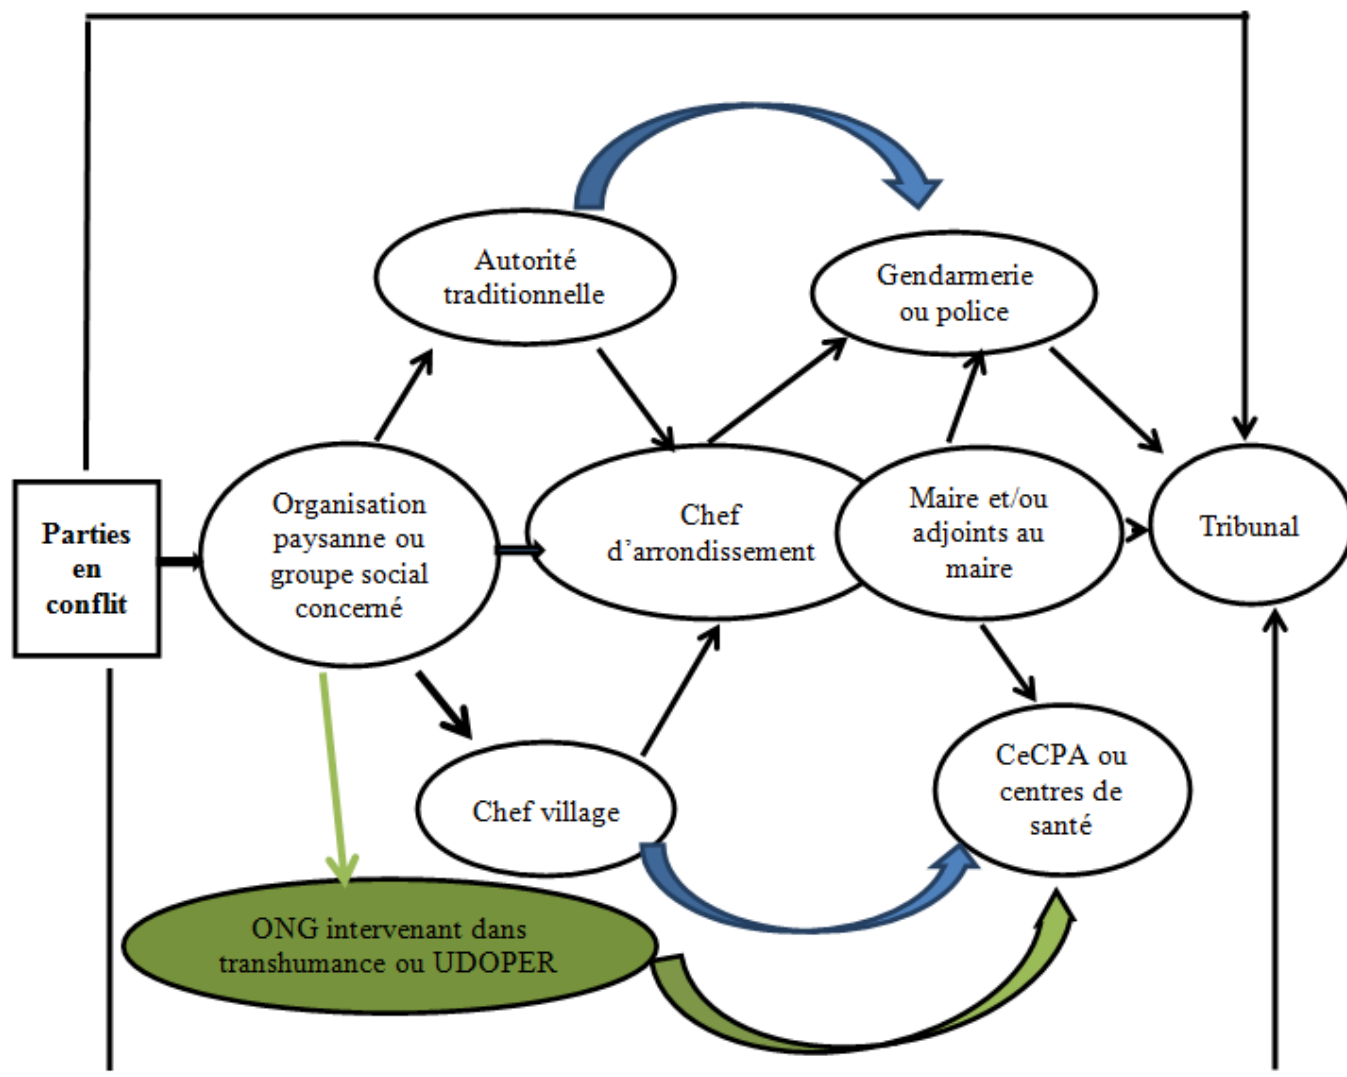 Autorité
traditionnelle
Gendarmerie
ou police
Parties
en
conflit
Organisation
paysanne ou
groupe social
concerné
Chef
d’arrondissement
Maire et/ou
adjoints au
maire
Tribunal
Chef village
CeCPA ou
centres de
santé
ONG intervenant dans
transhumance ou UDOPER